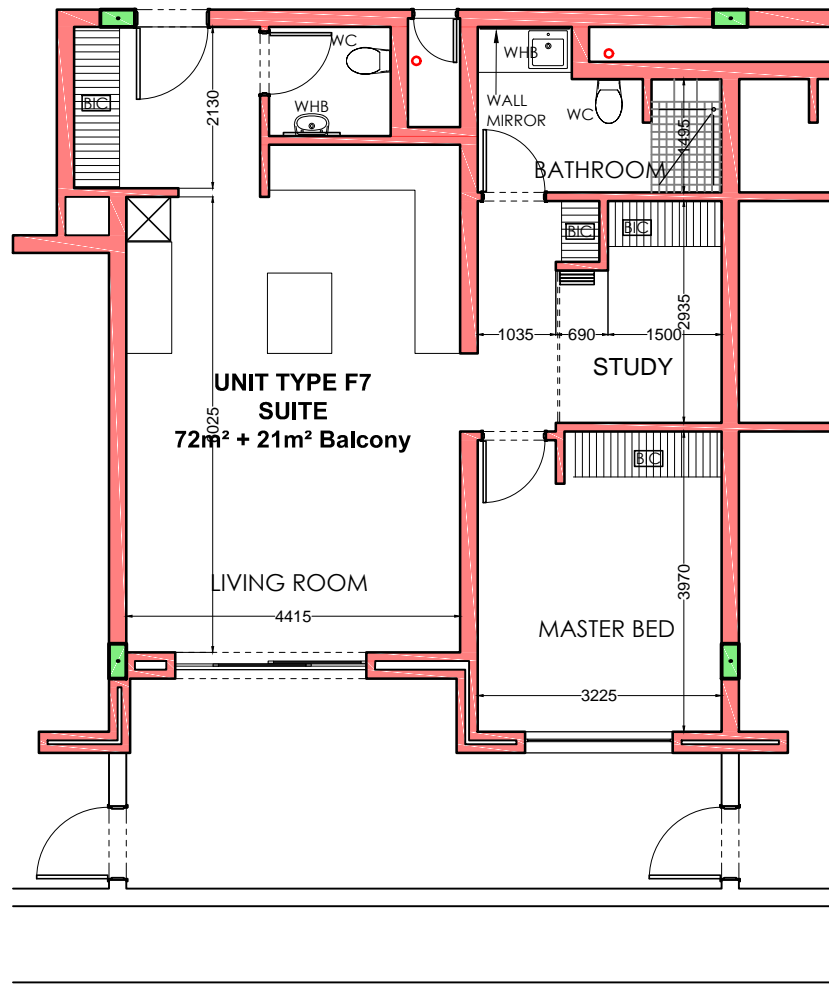 WC
WHB
BIC
WHB
2130
WALL
MIRROR
WC
1495
BATHROOM
BIC
BIC
2935
1035
690
1500
STUDY
UNIT TYPE F7
SUITE
72m² + 21m² Balcony
6025
BIC
LIVING ROOM
4415
3970
MASTER BED
3225